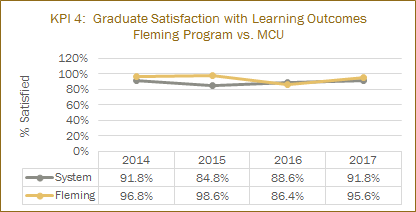 KPI 4:  Graduate Satisfaction with Learning Outcomes
Fleming Program vs. MCU
% Satisfied
120%
100%
80%
60%
40%
20%
0%
2014 2015 2016 2017
System 91.8% 84.8% 88.6% 91.8%
Fleming 96.8% 98.6% 86.4% 95.6%